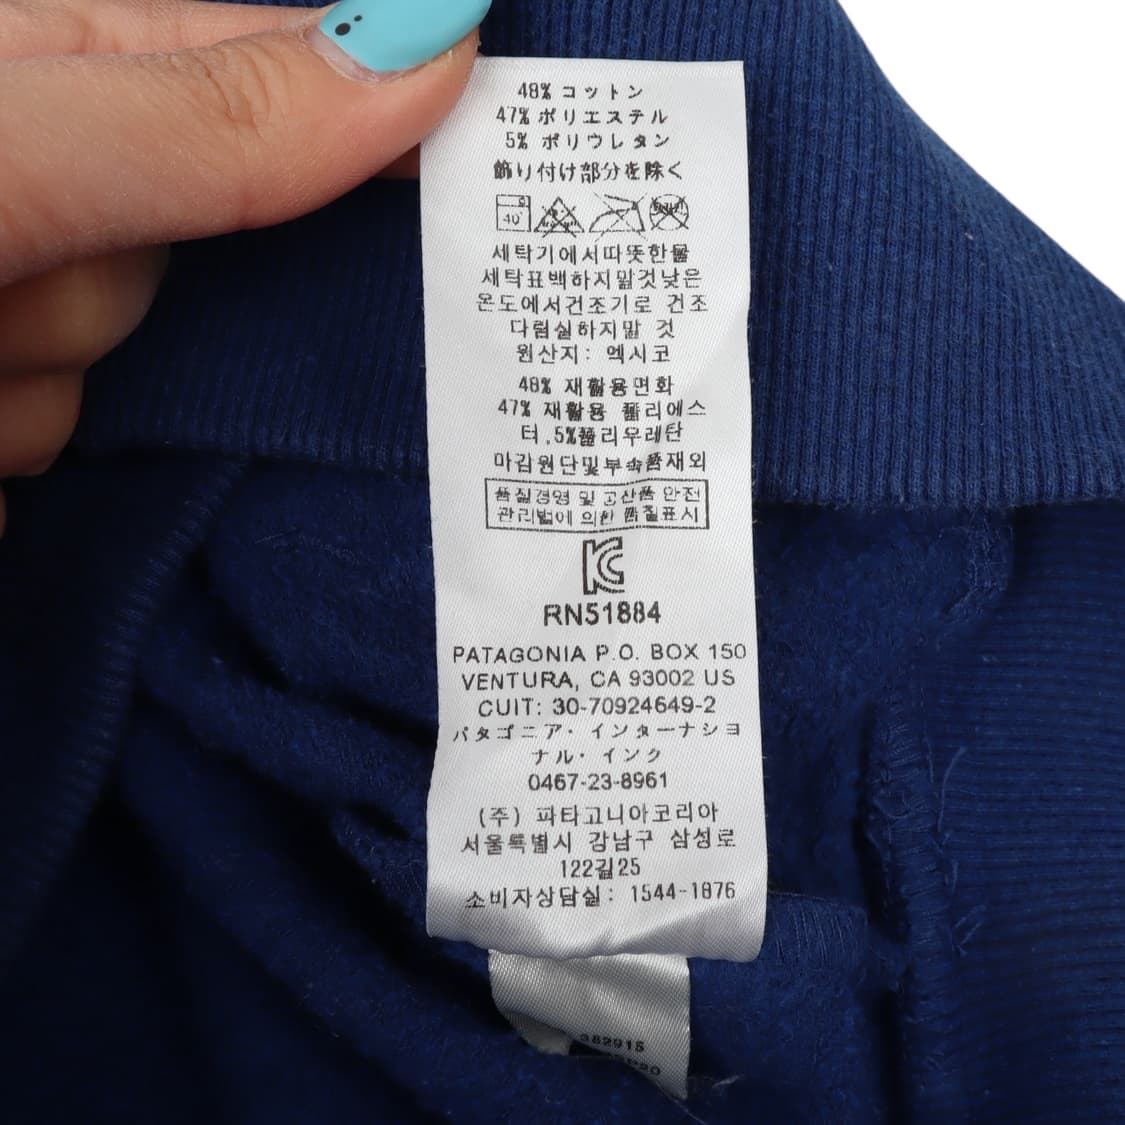 48% コットン
47% ポリエステル
5% ポリウレタン
飾り付け部分を除く
40°
세탁기에서따뜻한물
세탁표백하지말것낮은
온도에서건조기로 건조
다림실하지말 것
원산지: 엑시코
48% 재활용면화
47% 재활용 폴리에스
터,5%폴리우레탄
마감원단및부속품재외
품질경영 및 공산품 안전
관리법에 의한 품질표시
KC
RN51884
PATAGONIA P.O. BOX 150
VENTURA, CA 93002 US
CUIT: 30-70924649-2
パタゴニア・インターナショ
ナル・インク
0467-23-8961
(주) 파타고니아코리아
서울특별시 강남구 삼성로
122길25
소비자상담실: 1544-1876
382915